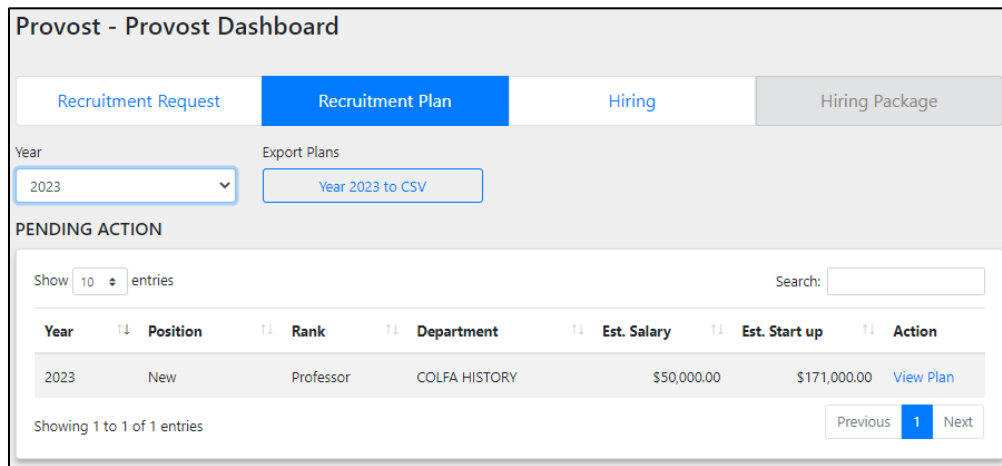 Provost - Provost Dashboard
Recruitment Request Recruitment Plan Hiring Hiring Package
Year Export Plans
2023 Year 2023 to CSV
PENDING ACTION
Show 10 entries Search:
Year Position Rank Department Est. Salary Est. Start up Action
2023 New Professor COLFA HISTORY $50,000.00 $171,000.00 View Plan
Showing 1 to 1 of 1 entries Previous 1 Next